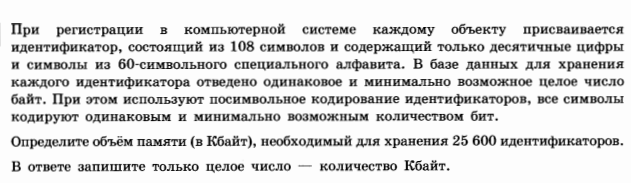 При регистрации в компьютерной системе каждому объекту присваивается
идентификатор, состоящий из 108 символов и содержащий только десятичные цифры
и символы из 60-символьного специального алфавита. В базе данных для хранения
каждого идентификатора отведено одинаковое и минимально возможное целое число
байт. При этом используют посимвольное кодирование идентификаторов, все символы
кодируют одинаковым и минимально возможным количеством бит.
Определите объём памяти (в Кбайт), необходимый для хранения 25 600 идентификаторов.
В ответе запишите только целое число — количество Кбайт.